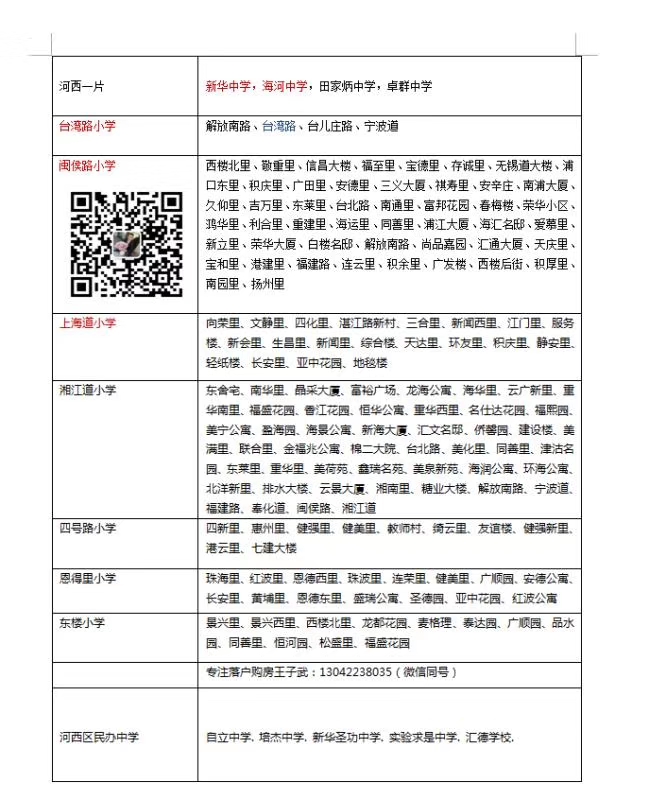 河西一片
新华中学，海河中学，田家炳中学，卓群中学
台湾路小学
解放南路、台湾路、台儿庄路、宁波道
闽侯路小学
西楼北里、敬重里、信昌大楼、福至里、宝德里、存诚里、无锡道大楼、浦
口东里、积庆里、广田里、安德里、三义大厦、祺寿里、安辛庄、南浦大厦、
久仰里、吉万里、东莱里、台北路、南通里、富邦花园、春梅楼、荣华小区、
鸿华里、利合里、重建里、海运里、同善里、浦江大厦、海汇名邸、爱慕里、
新立里、荣华大厦、白楼名邸、解放南路、尚品嘉园、汇通大厦、天庆里、
宝和里、港建里、福建路、连云里、积余里、广发楼、西楼后街、积厚里、
南园里、扬州里
上海道小学
向荣里、文静里、四化里、湛江路新村、三合里、新闻西里、江门里、服务
楼、新会里、生昌里、新闻里、综合楼、天达里、环友里、积庆里、静安里、
轻纸楼、长安里、亚中花园、地毯楼
湘江道小学
东舍宅、南华里、晶采大厦、富裕广场、龙海公寓、海华里、云广新里、重
华南里、福盛花园、香江花园、恒华公寓、重华西里、名仕达花园、福熙园、
美宁公寓、盈海园、海景公寓、新海大厦、汇文名邸、侨馨园、建设楼、美
满里、联合里、金福兆公寓、棉二大院、台北路、美化里、同善里、津沽名
园、东莱里、重华里、美荷苑、鑫瑞名苑、美泉新苑、海润公寓、环海公寓、
北洋新里、排水大楼、云景大厦、湘南里、糖业大楼、解放南路、宁波道、
福建路、奉化道、闽侯路、湘江道
四号路小学
四新里、惠州里、健强里、健美里、教师村、绮云里、友谊楼、健强新里、
港云里、七建大楼
恩得里小学
珠海里、红波里、恩德西里、珠波里、连荣里、健美里、广顺园、安德公寓、
长安里、黄埔里、恩德东里、盛瑞公寓、圣德园、亚中花园、红波公寓
东楼小学
景兴里、景兴西里、西楼北里、龙都花园、麦格理、泰达园、广顺园、品水
园、同善里、恒河园、松盛里、福盛花园
专注落户购房王子武：13042238035（微信同号）
河西区民办中学
自立中学. 培杰中学. 新华圣功中学. 实验求是中学. 汇德学校.